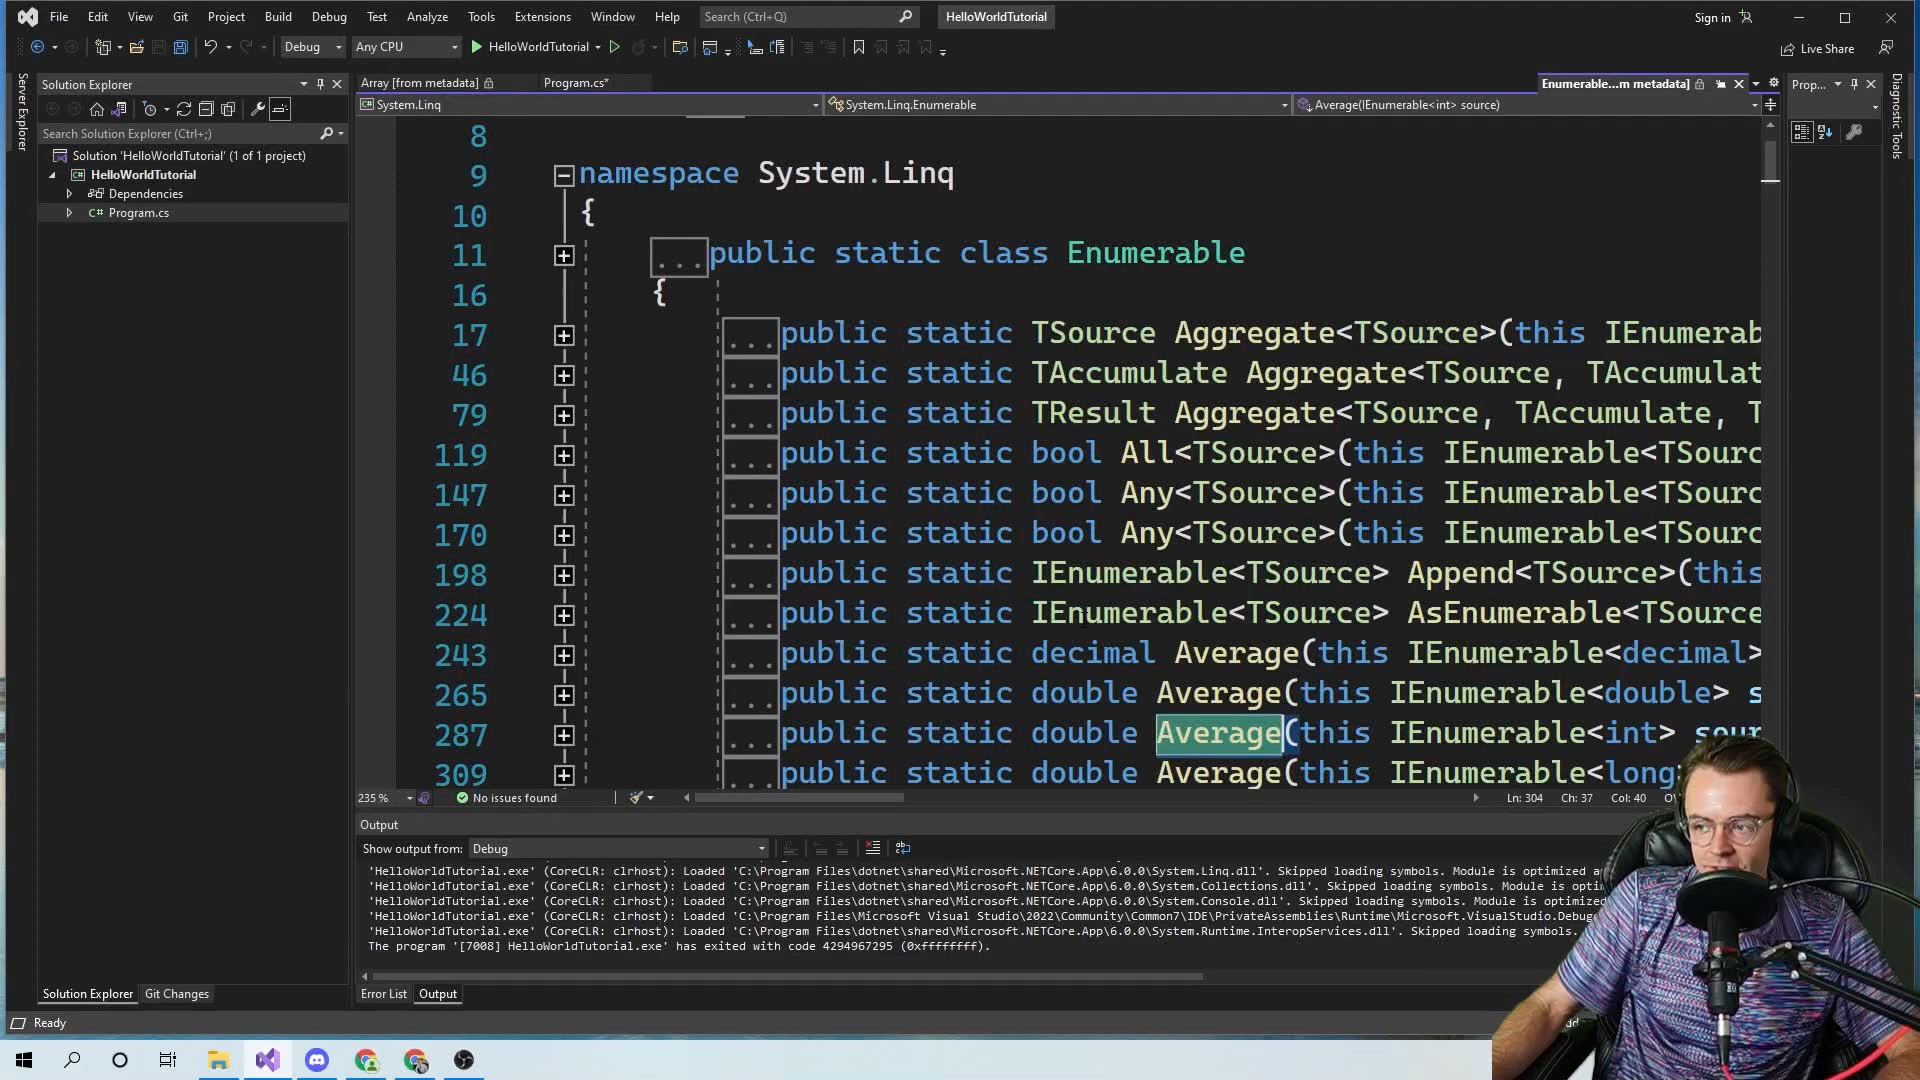 File Edit View Git Project Build Debug Test Analyze Tools Extensions Window Help Search (Ctrl+Q) HelloWorldTutorial Sign in
Debug Any CPU HelloWorldTutorial Live Share
Server Explorer
Solution Explorer
Search Solution Explorer (Ctrl+;)
Solution 'HelloWorldTutorial' (1 of 1 project)
HelloWorldTutorial
Dependencies
C# Program.cs
Solution Explorer Git Changes
Array [from metadata] Program.cs* Enumerable...m metadata]
System.Linq System.Linq.Enumerable Average(IEnumerable<int> source)
Prop...
Diagnostic Tools
8
9 namespace System.Linq
10 {
11 ...public static class Enumerable
16 {
17 ...public static TSource Aggregate<TSource>(this IEnumerab
46 ...public static TAccumulate Aggregate<TSource, TAccumulat
79 ...public static TResult Aggregate<TSource, TAccumulate, T
119 ...public static bool All<TSource>(this IEnumerable<TSourc
147 ...public static bool Any<TSource>(this IEnumerable<TSourc
170 ...public static bool Any<TSource>(this IEnumerable<TSourc
198 ...public static IEnumerable<TSource> Append<TSource>(this
224 ...public static IEnumerable<TSource> AsEnumerable<TSource
243 ...public static decimal Average(this IEnumerable<decimal>
265 ...public static double Average(this IEnumerable<double> s
287 ...public static double Average(this IEnumerable<int> sour
309 ...public static double Average(this IEnumerable<long
235 % No issues found Ln: 304 Ch: 37 Col: 40
Output
Show output from: Debug
'HelloWorldTutorial.exe' (CoreCLR: clrhost): Loaded 'C:\Program Files\dotnet\shared\Microsoft.NETCore.App\6.0.0\System.Linq.dll'. Skipped loading symbols. Module is optimized a
'HelloWorldTutorial.exe' (CoreCLR: clrhost): Loaded 'C:\Program Files\dotnet\shared\Microsoft.NETCore.App\6.0.0\System.Collections.dll'. Skipped loading symbols. Module is opti
'HelloWorldTutorial.exe' (CoreCLR: clrhost): Loaded 'C:\Program Files\dotnet\shared\Microsoft.NETCore.App\6.0.0\System.Console.dll'. Skipped loading symbols. Module is optimized
'HelloWorldTutorial.exe' (CoreCLR: clrhost): Loaded 'C:\Program Files\Microsoft Visual Studio\2022\Community\Common7\IDE\PrivateAssemblies\Runtime\Microsoft.VisualStudio.Debug
'HelloWorldTutorial.exe' (CoreCLR: clrhost): Loaded 'C:\Program Files\dotnet\shared\Microsoft.NETCore.App\6.0.0\System.Runtime.InteropServices.dll'. Skipped loading symbols.
The program '[7008] HelloWorldTutorial.exe' has exited with code 4294967295 (0xffffffff).
Error List Output
Ready